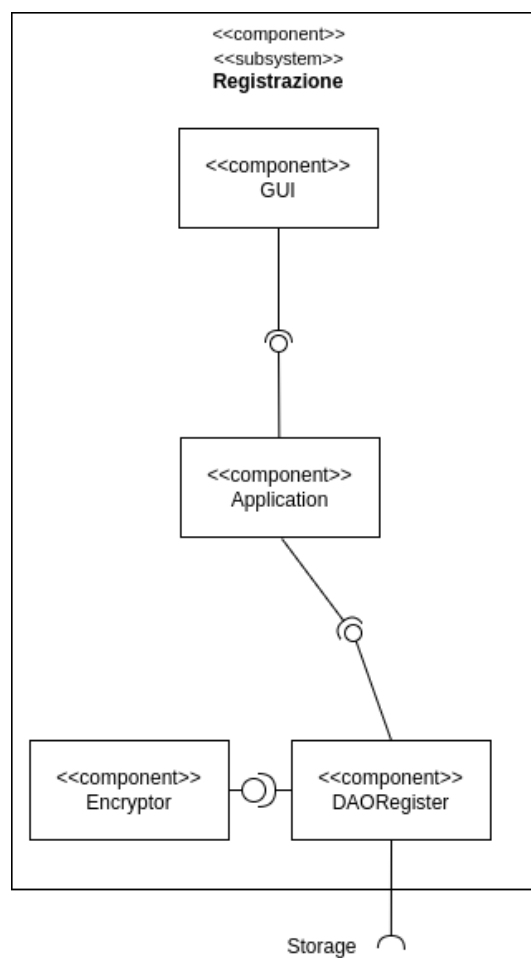 <<component>>
<<subsystem>>
Registrazione
<<component>>
GUI
<<component>>
Application
<<component>>
Encryptor
<<component>>
DAORegister
Storage